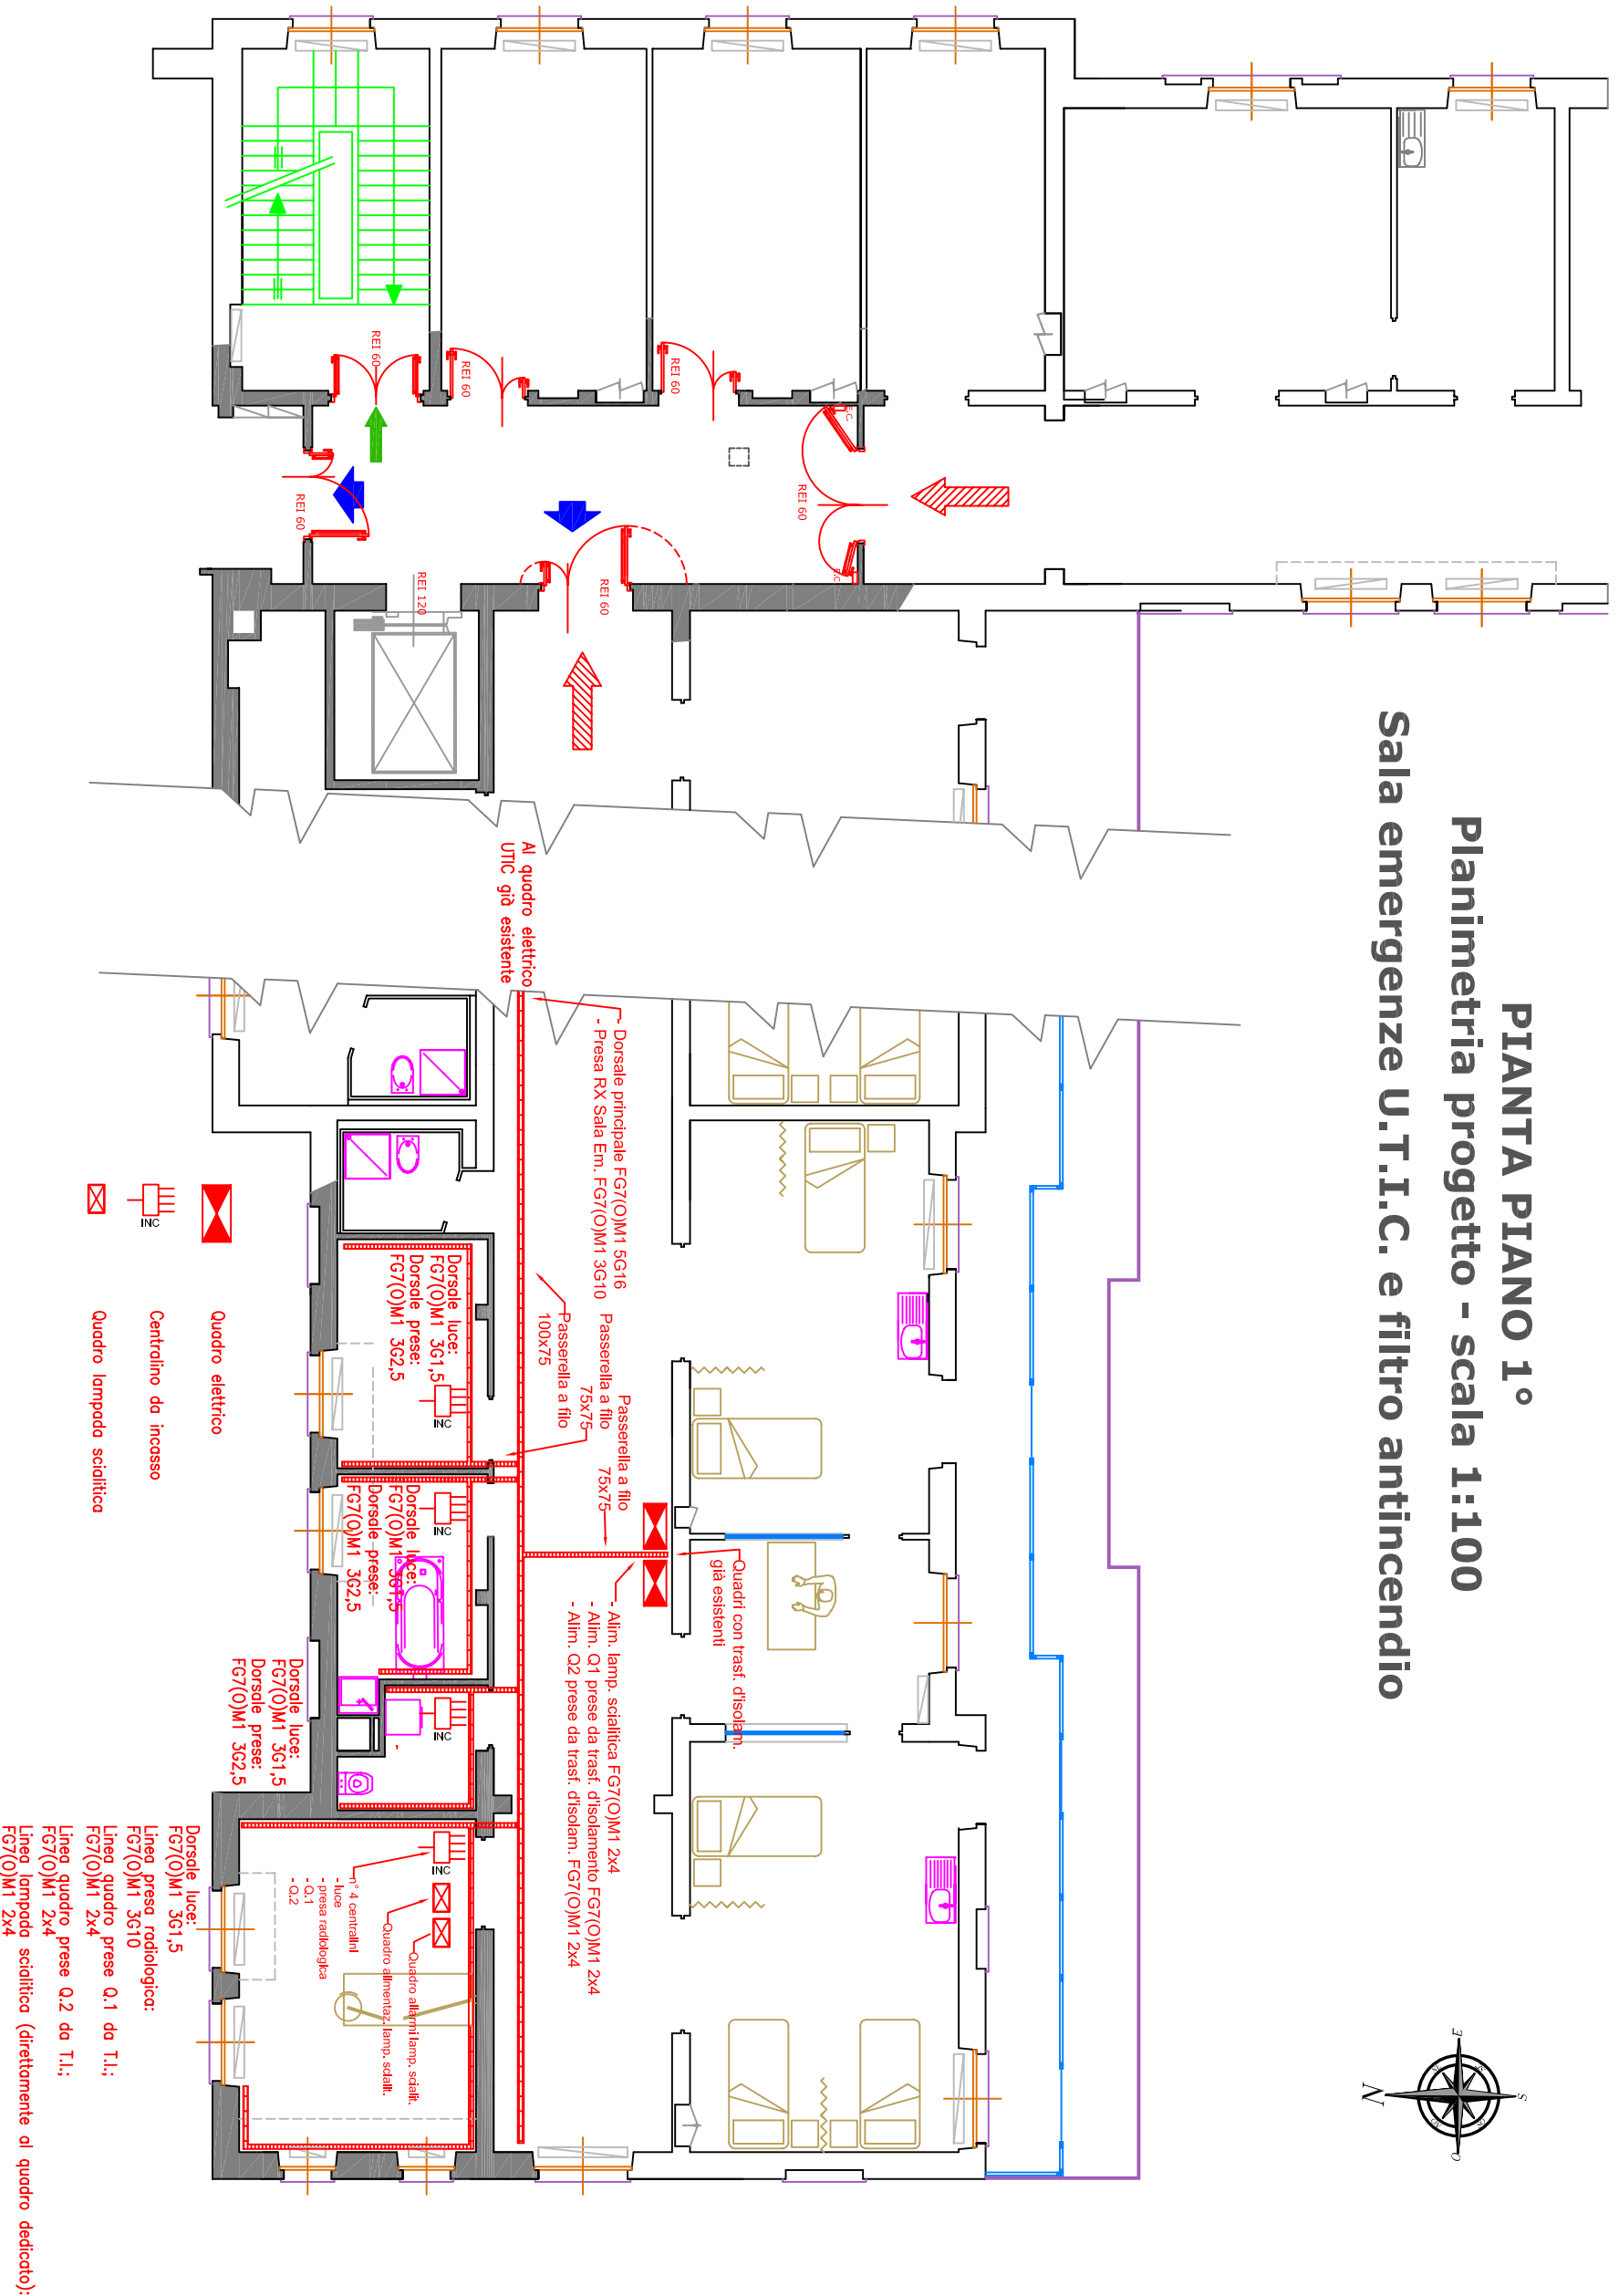 PIANTA PIANO 1°
Planimetria progetto - scala 1:100
Sala emergenze U.T.I.C. e filtro antincendio
REI 60
REI 60
REI 60
REI 60
REI 60
REI 60
REI 120
Al quadro elettrico
UTIC già esistente
- Dorsale principale FG7(O)M1 5G16
- Presa RX Sala Em. FG7(O)M1 3G10
Passerella a filo
100x75
Passerella a filo
75x75
Passerella a filo
75x75
Quadri con trasf. d'isolam.
già esistenti
- Alim. lamp. scialitica FG7(O)M1 2x4
- Alim. Q1 prese da trasf. d'isolamento FG7(O)M1 2x4
- Alim. Q2 prese da trasf. d'isolam. FG7(O)M1 2x4
Dorsale luce:
FG7(O)M1 3G1,5
Dorsale prese:
FG7(O)M1 3G2,5
INC
Dorsale luce:
FG7(O)M1 3G1,5
Dorsale prese:
FG7(O)M1 3G2,5
INC
Dorsale luce:
FG7(O)M1 3G1,5
Dorsale prese:
FG7(O)M1 3G2,5
INC
INC
n° 4 centralini
- luce
- presa radiologica
- Q.1
- Q.2
Quadro allarmi lamp. scialit.
Quadro alimentaz. lamp. scialit.
Dorsale luce:
FG7(O)M1 3G1,5
Linea presa radiologica:
FG7(O)M1 3G10
Linea quadro prese Q.1 da T.I.;
FG7(O)M1 2x4
Linea quadro prese Q.2 da T.I.;
FG7(O)M1 2x4
Linea lampada scialitica (direttamente al quadro dedicato):
FG7(O)M1 2x4
Quadro elettrico
INC
Centralino da incasso
Quadro lampada scialitica
N
E
S
O